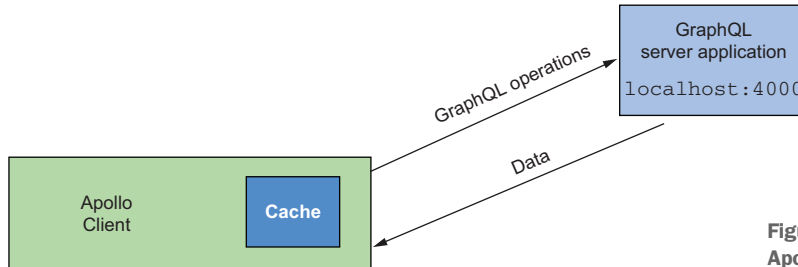 GraphQL
server application
localhost:4000
GraphQL operations
Data
Apollo
Client
Cache